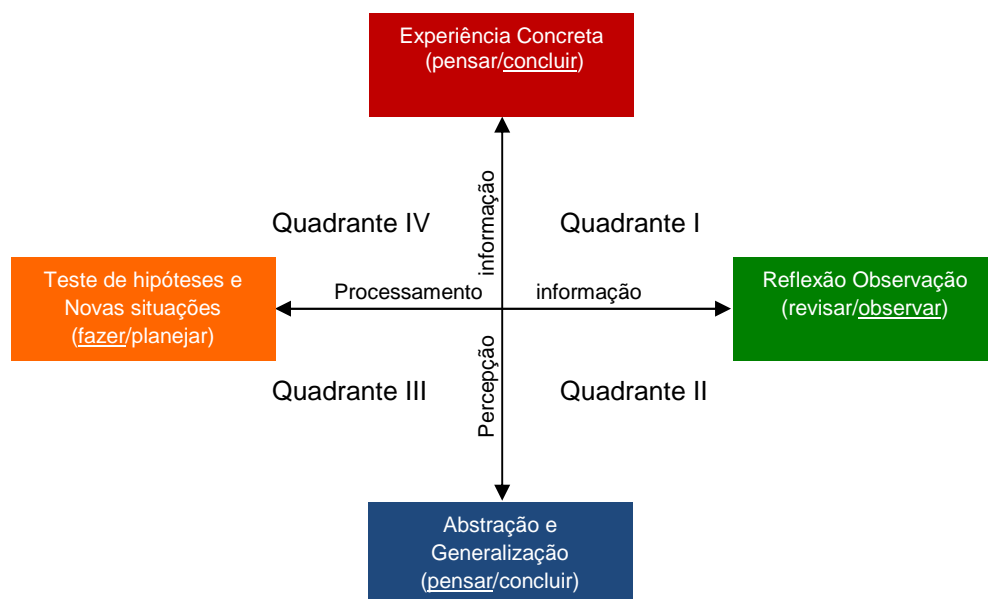 Experiência Concreta
(pensar/concluir)
informação
Quadrante IV
Quadrante I
Teste de hipóteses e
Novas situações
(fazer/planejar)
Processamento
informação
Reflexão Observação
(revisar/observar)
Percepção
Quadrante III
Quadrante II
Abstração e
Generalização
(pensar/concluir)